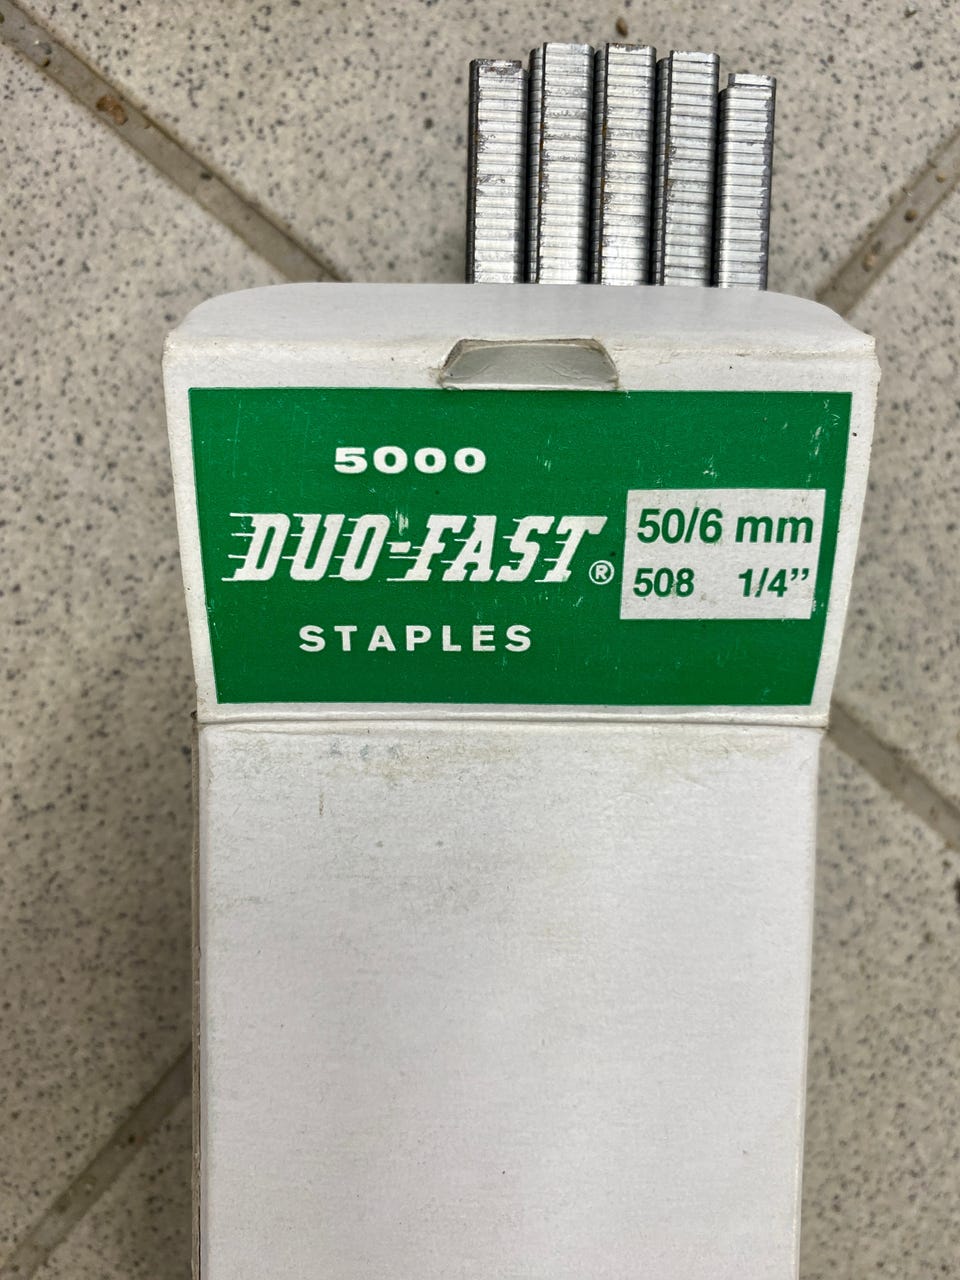 5000
DUO-FAST®
STAPLES
50/6 mm
508 1/4”